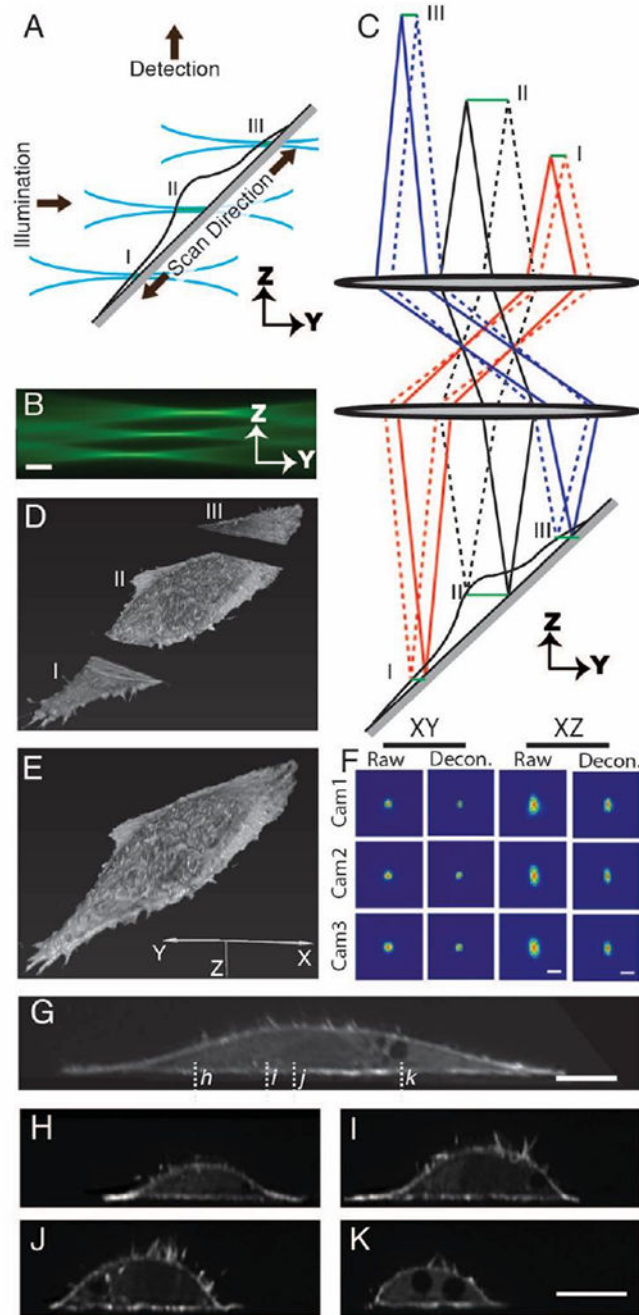 A
Detection
Illumination
III
II
I
Scan Direction
Z
Y
B
Z
Y
C
III
II
I
III
II
I
Z
Y
D
III
II
I
E
Y
X
Z
F
XY
XZ
Raw
Decon.
Raw
Decon.
Cam1
Cam2
Cam3
G
h
i
j
k
H
I
J
K